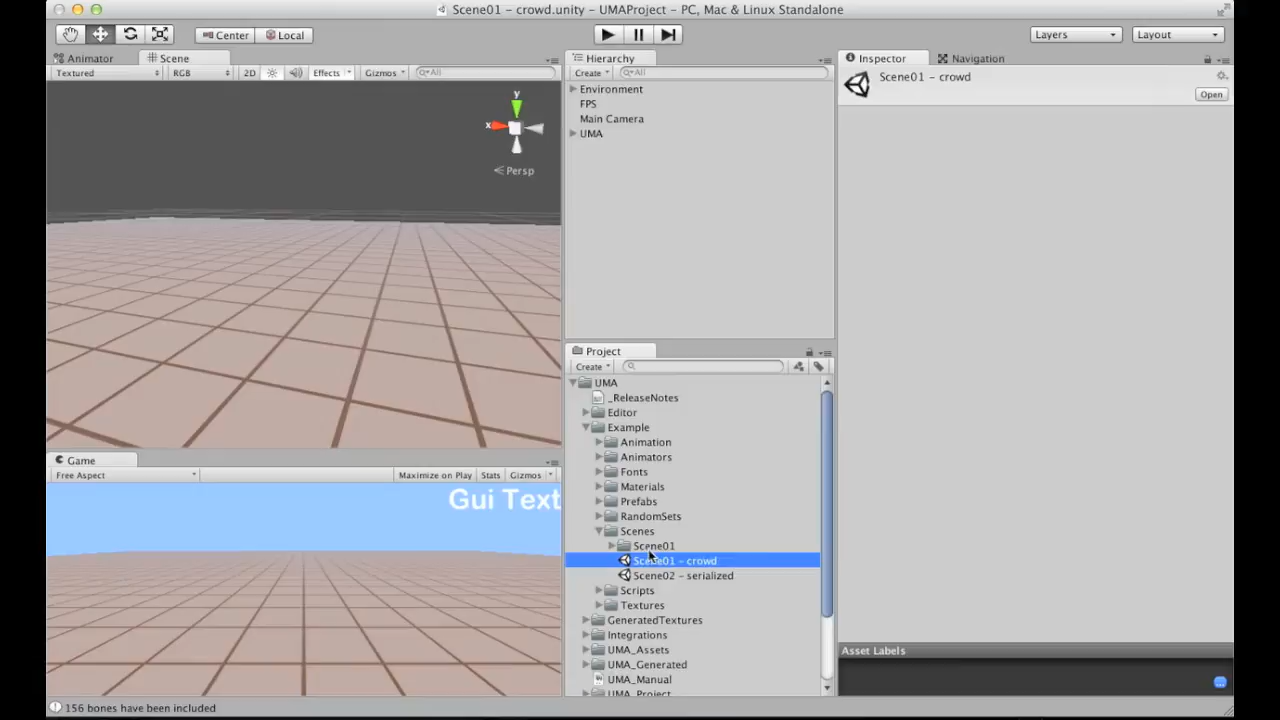 Scene01 - crowd.unity - UMAProject - PC, Mac & Linux Standalone
Center
Local
Layers
Layout
Animator
Scene
Textured
RGB
2D
Effects
Gizmos
All
y
x
Persp
Hierarchy
Create
All
Environment
FPS
Main Camera
UMA
Inspector
Navigation
Scene01 - crowd
Open
Game
Free Aspect
Maximize on Play
Stats
Gizmos
Gui Text
Project
Create
UMA
_ReleaseNotes
Editor
Example
Animation
Animators
Fonts
Materials
Prefabs
RandomSets
Scenes
Scene01
Scene01 - crowd
Scene02 - serialized
Scripts
Textures
GeneratedTextures
Integrations
UMA_Assets
UMA_Generated
UMA_Manual
UMA_Project
Asset Labels
156 bones have been included